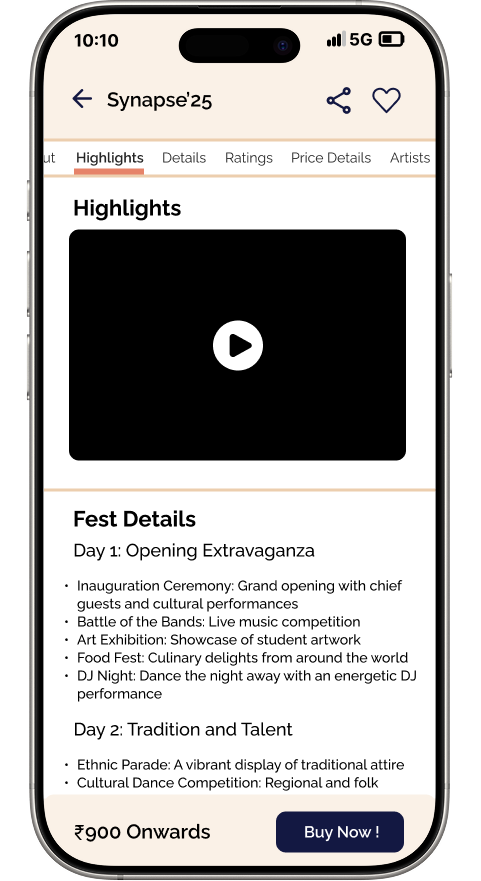 10:10
5G
Synapse'25
ut Highlights Details Ratings Price Details Artists
Highlights
Fest Details
Day 1: Opening Extravaganza
• Inauguration Ceremony: Grand opening with chief
guests and cultural performances
• Battle of the Bands: Live music competition
• Art Exhibition: Showcase of student artwork
• Food Fest: Culinary delights from around the world
• DJ Night: Dance the night away with an energetic DJ
performance
Day 2: Tradition and Talent
• Ethnic Parade: A vibrant display of traditional attire
• Cultural Dance Competition: Regional and folk
₹900 Onwards
Buy Now !